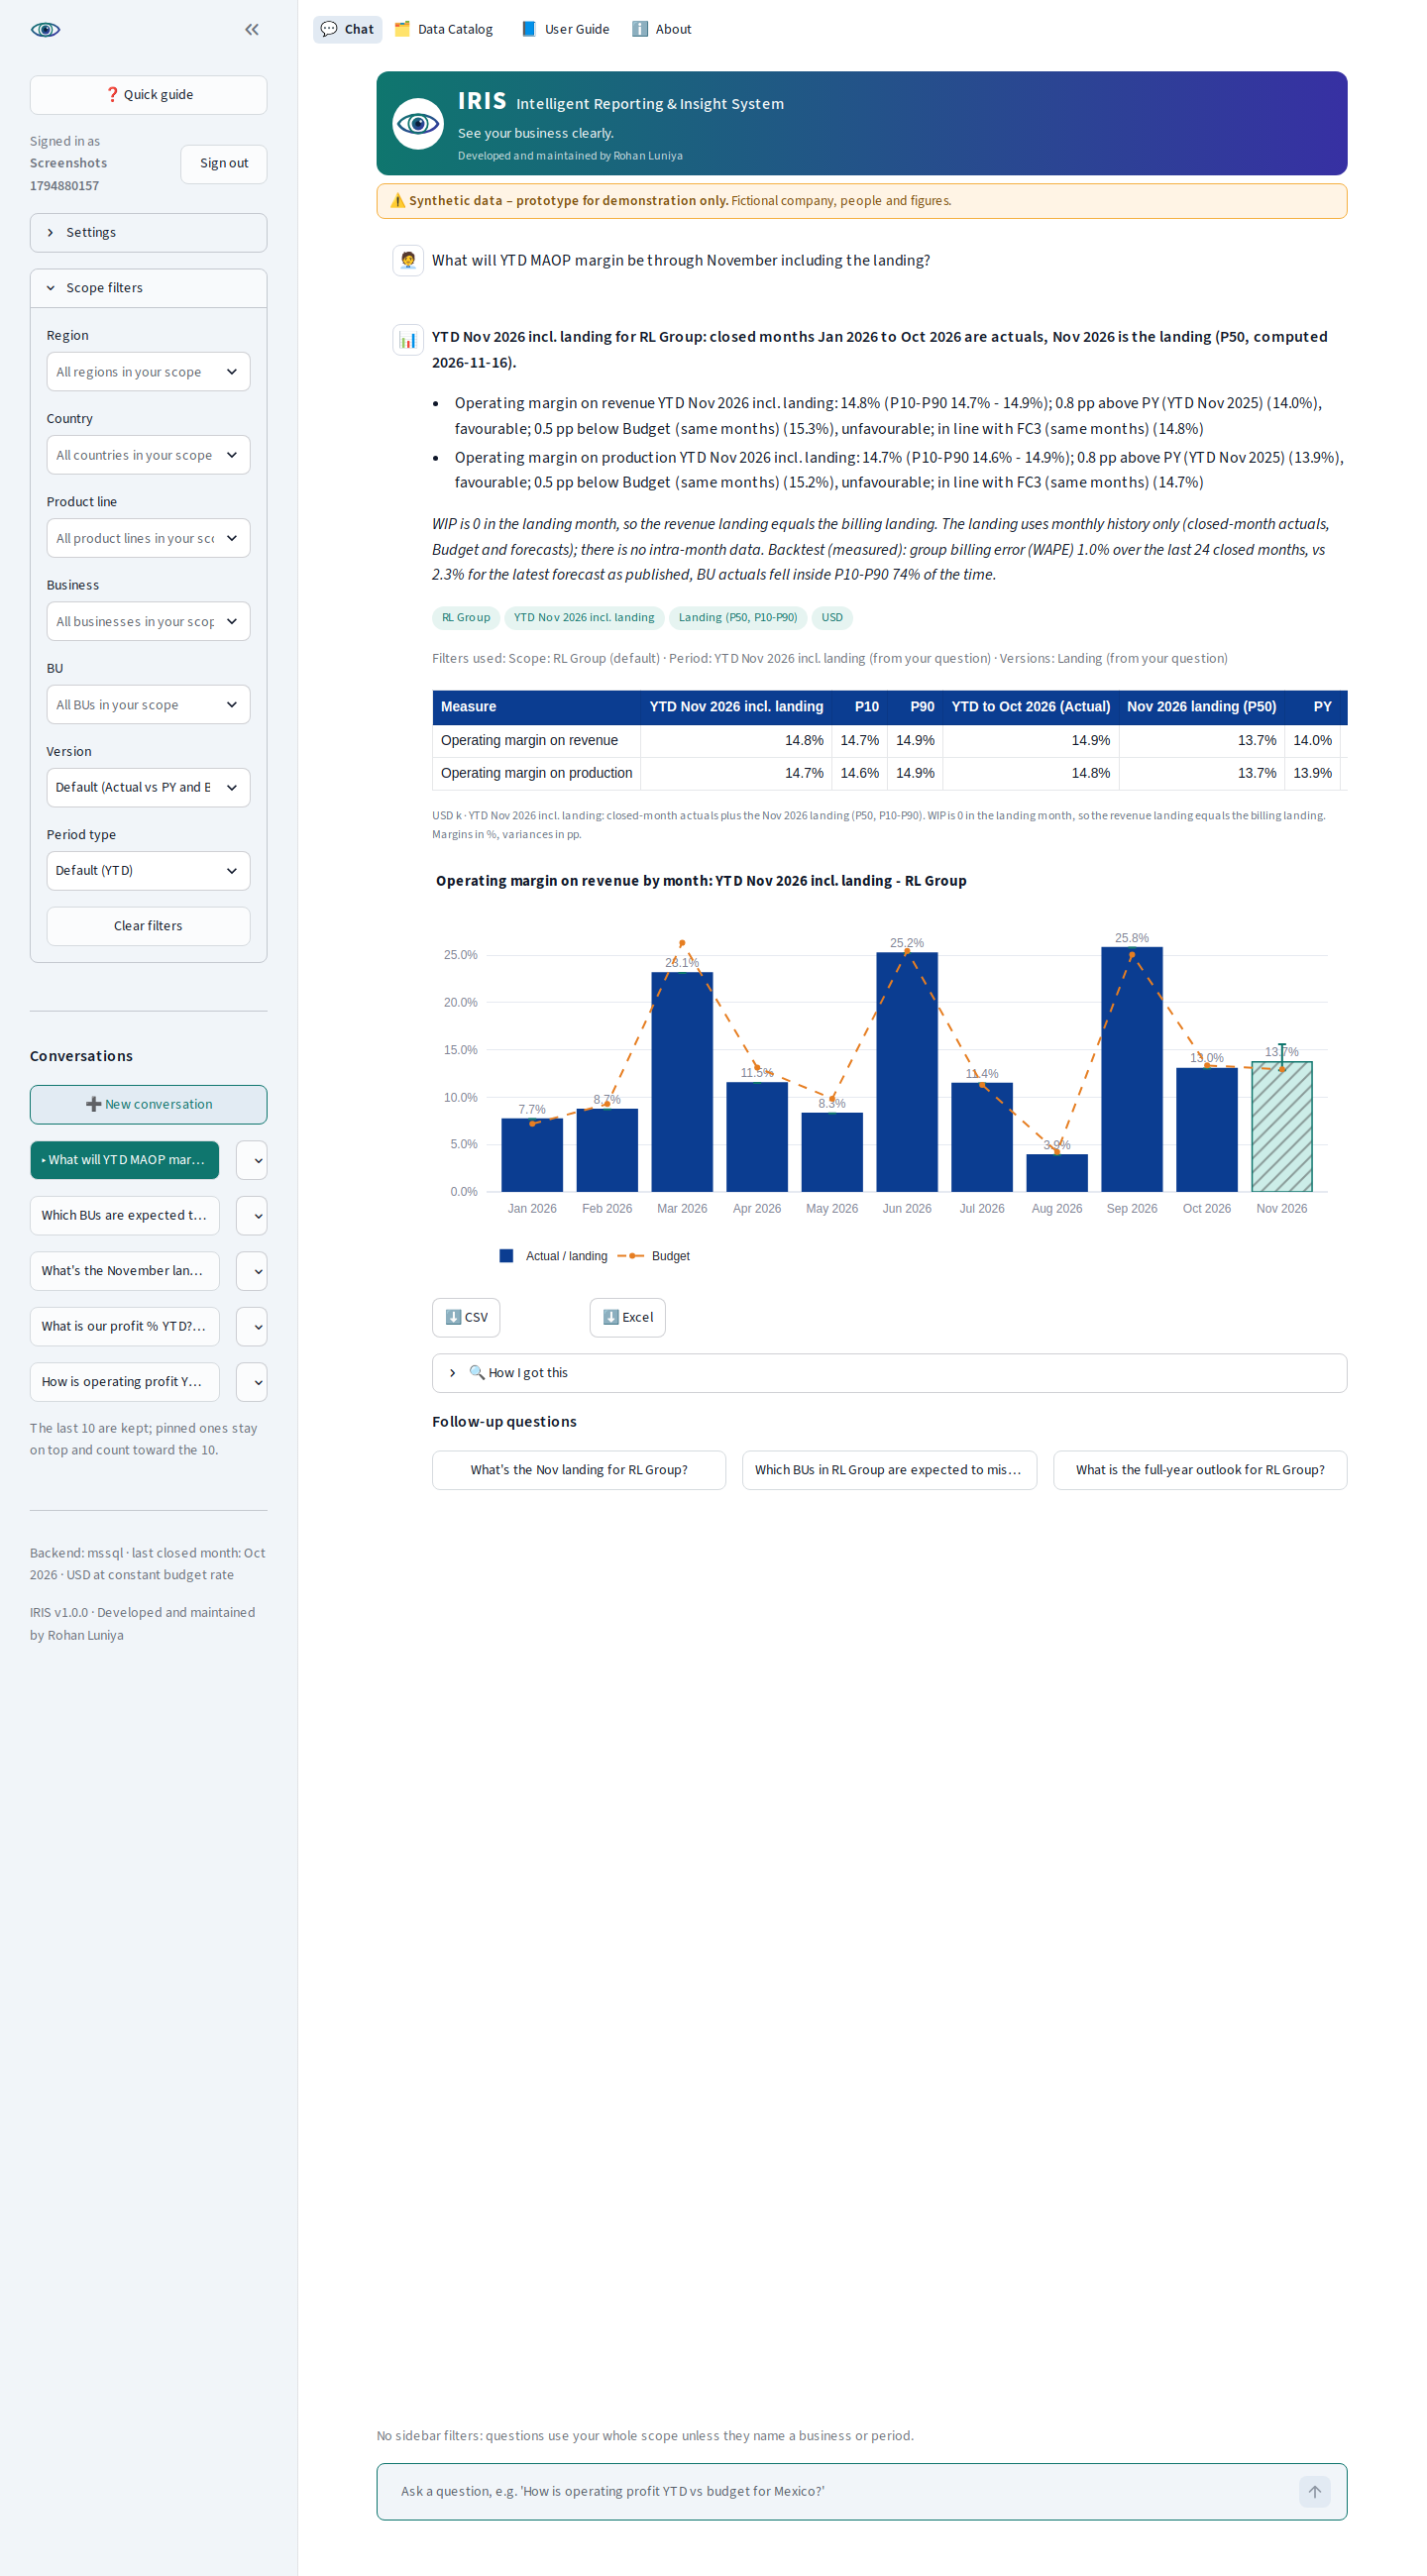 ❓ Quick guide
Signed in as
Screenshots
1794880157
Sign out
Settings
Scope filters
Region
All regions in your scope
Country
All countries in your scope
Product line
All product lines in your sc
Business
All businesses in your scop
BU
All BUs in your scope
Version
Default (Actual vs PY and B
Period type
Default (YTD)
Clear filters
Conversations
➕ New conversation
▸ What will YTD MAOP mar…
Which BUs are expected t…
What's the November lan…
What is our profit % YTD?…
How is operating profit Y…
The last 10 are kept; pinned ones stay
on top and count toward the 10.
Backend: mssql · last closed month: Oct
2026 · USD at constant budget rate
IRIS v1.0.0 · Developed and maintained
by Rohan Luniya
Chat Data Catalog User Guide About
IRIS Intelligent Reporting & Insight System
See your business clearly.
Developed and maintained by Rohan Luniya
⚠️ Synthetic data – prototype for demonstration only. Fictional company, people and figures.
What will YTD MAOP margin be through November including the landing?
YTD Nov 2026 incl. landing for RL Group: closed months Jan 2026 to Oct 2026 are actuals, Nov 2026 is the landing (P50, computed
2026-11-16).
• Operating margin on revenue YTD Nov 2026 incl. landing: 14.8% (P10-P90 14.7% - 14.9%); 0.8 pp above PY (YTD Nov 2025) (14.0%),
favourable; 0.5 pp below Budget (same months) (15.3%), unfavourable; in line with FC3 (same months) (14.8%)
• Operating margin on production YTD Nov 2026 incl. landing: 14.7% (P10-P90 14.6% - 14.9%); 0.8 pp above PY (YTD Nov 2025) (13.9%),
favourable; 0.5 pp below Budget (same months) (15.2%), unfavourable; in line with FC3 (same months) (14.7%)
WIP is 0 in the landing month, so the revenue landing equals the billing landing. The landing uses monthly history only (closed-month actuals,
Budget and forecasts); there is no intra-month data. Backtest (measured): group billing error (WAPE) 1.0% over the last 24 closed months, vs
2.3% for the latest forecast as published, BU actuals fell inside P10-P90 74% of the time.
RL Group YTD Nov 2026 incl. landing Landing (P50, P10-P90) USD
Filters used: Scope: RL Group (default) · Period: YTD Nov 2026 incl. landing (from your question) · Versions: Landing (from your question)
Measure YTD Nov 2026 incl. landing P10 P90 YTD to Oct 2026 (Actual) Nov 2026 landing (P50) PY
Operating margin on revenue 14.8% 14.7% 14.9% 14.9% 13.7% 14.0%
Operating margin on production 14.7% 14.6% 14.9% 14.8% 13.7% 13.9%
USD k · YTD Nov 2026 incl. landing: closed-month actuals plus the Nov 2026 landing (P50, P10-P90). WIP is 0 in the landing month, so the revenue landing equals the billing landing.
Margins in %, variances in pp.
Operating margin on revenue by month: YTD Nov 2026 incl. landing - RL Group
25.0%
20.0%
15.0%
10.0%
5.0%
0.0%
7.7% 8.7% 23.1% 11.5% 8.3% 25.2% 11.4% 3.9% 25.8% 13.0% 13.7%
Jan 2026 Feb 2026 Mar 2026 Apr 2026 May 2026 Jun 2026 Jul 2026 Aug 2026 Sep 2026 Oct 2026 Nov 2026
Actual / landing Budget
⬇️ CSV ⬇️ Excel
🔍 How I got this
Follow-up questions
What's the Nov landing for RL Group? Which BUs in RL Group are expected to mis… What is the full-year outlook for RL Group?
No sidebar filters: questions use your whole scope unless they name a business or period.
Ask a question, e.g. 'How is operating profit YTD vs budget for Mexico?'